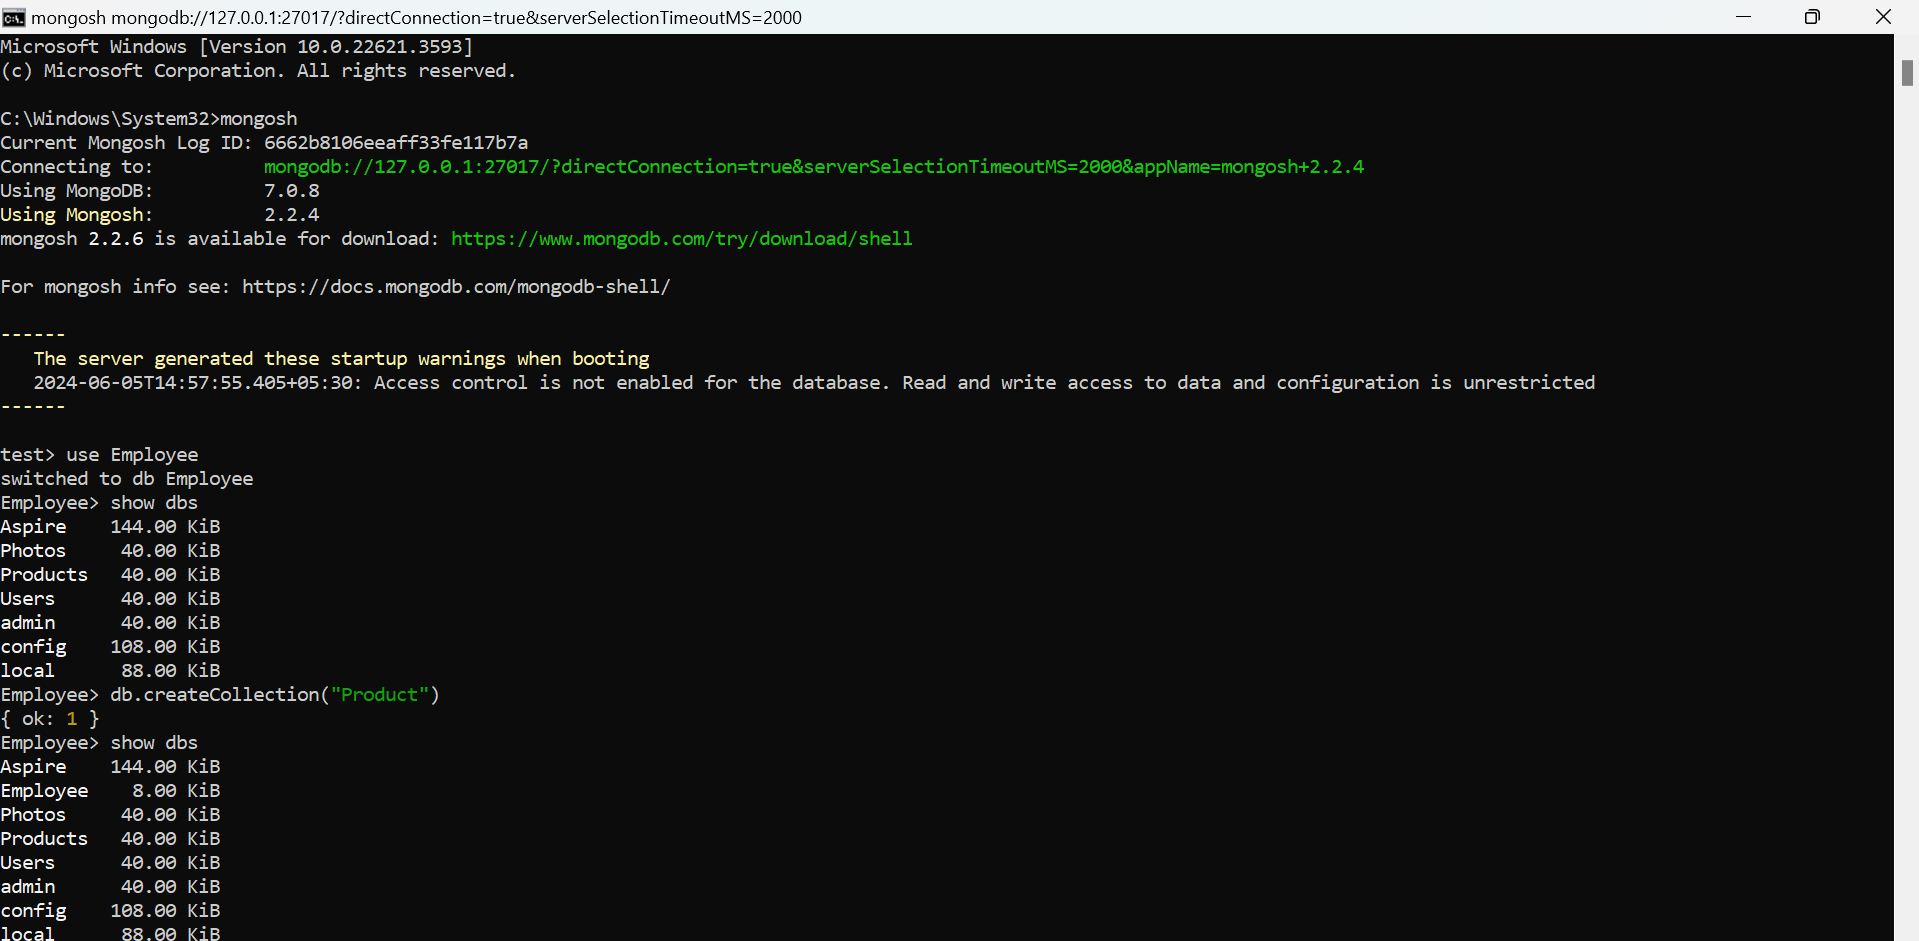 mongosh mongodb://127.0.0.1:27017/?directConnection=true&serverSelectionTimeoutMS=2000
Microsoft Windows [Version 10.0.22621.3593]
(c) Microsoft Corporation. All rights reserved.
C:\Windows\System32>mongosh
Current Mongosh Log ID: 6662b8106eeaff33fe117b7a
Connecting to:          mongodb://127.0.0.1:27017/?directConnection=true&serverSelectionTimeoutMS=2000&appName=mongosh+2.2.4
Using MongoDB:          7.0.8
Using Mongosh:          2.2.4
mongosh 2.2.6 is available for download: https://www.mongodb.com/try/download/shell
For mongosh info see: https://docs.mongodb.com/mongodb-shell/
------
   The server generated these startup warnings when booting
   2024-06-05T14:57:55.405+05:30: Access control is not enabled for the database. Read and write access to data and configuration is unrestricted
------
test> use Employee
switched to db Employee
Employee> show dbs
Aspire    144.00 KiB
Photos     40.00 KiB
Products   40.00 KiB
Users      40.00 KiB
admin      40.00 KiB
config    108.00 KiB
local      88.00 KiB
Employee> db.createCollection("Product")
{ ok: 1 }
Employee> show dbs
Aspire    144.00 KiB
Employee    8.00 KiB
Photos     40.00 KiB
Products   40.00 KiB
Users      40.00 KiB
admin      40.00 KiB
config    108.00 KiB
local      88.00 KiB